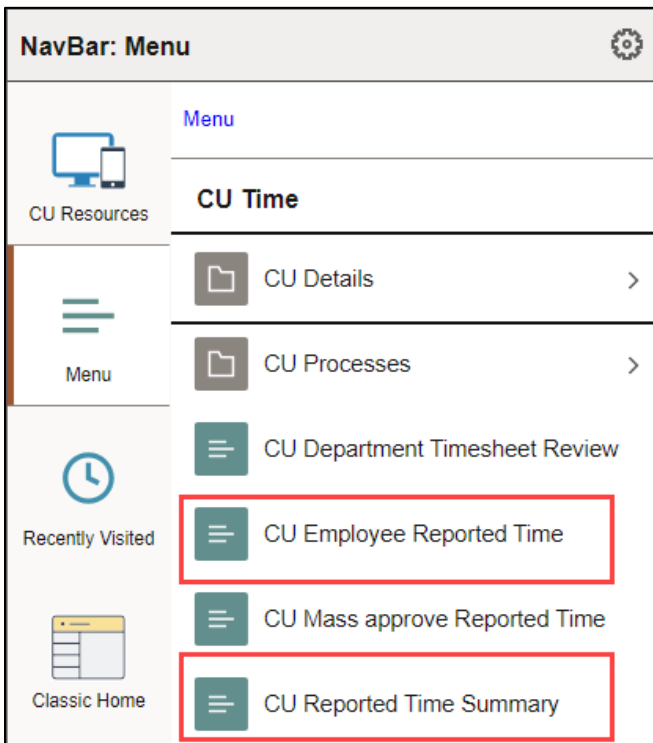 NavBar: Menu
CU Resources
Menu
Recently Visited
Classic Home
Menu
CU Time
CU Details
CU Processes
CU Department Timesheet Review
CU Employee Reported Time
CU Mass approve Reported Time
CU Reported Time Summary